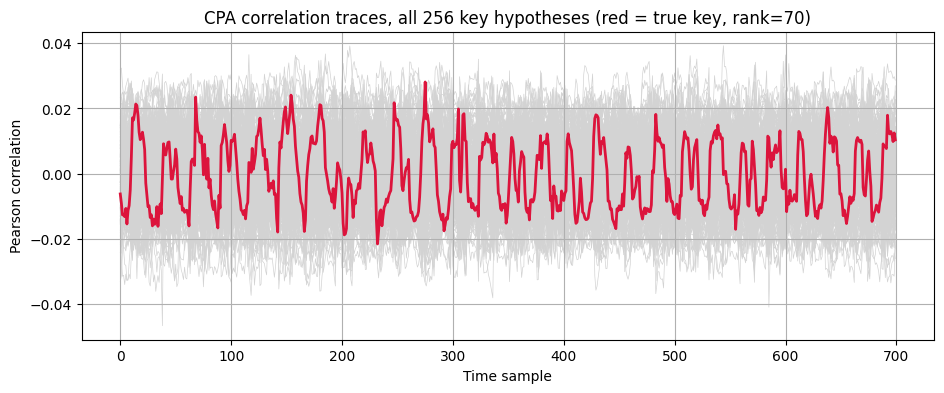 CPA correlation traces, all 256 key hypotheses (red = true key, rank=70)
0.04
0.02
0.00
−0.02
−0.04
Pearson correlation
0 100 200 300 400 500 600 700
Time sample